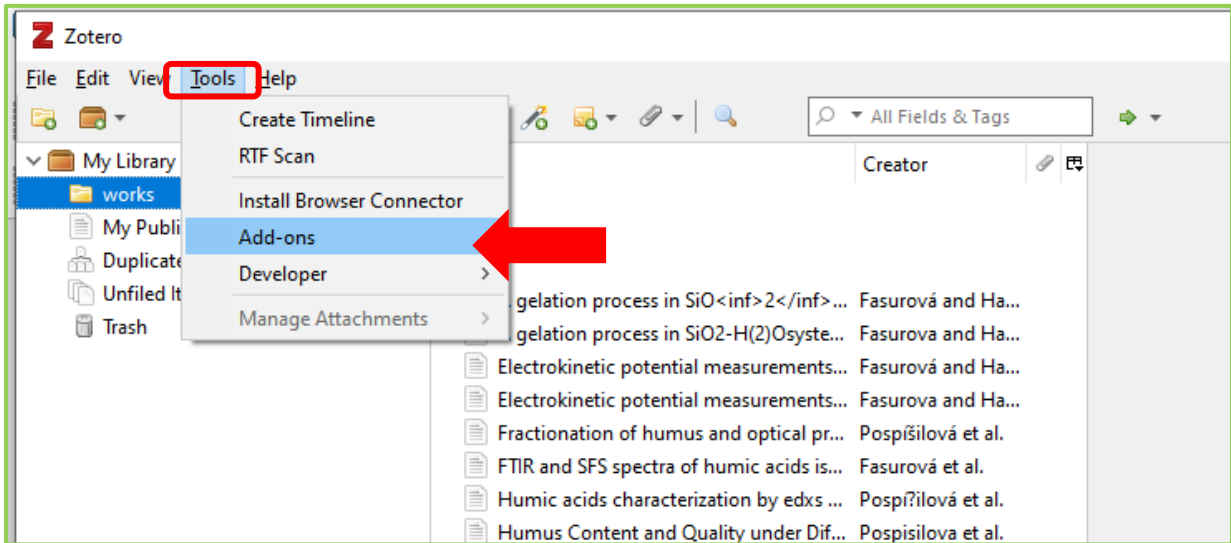 Zotero
File Edit View Tools Help
All Fields & Tags
Create Timeline
RTF Scan
Install Browser Connector
Add-ons
Developer
Manage Attachments
My Library
works
My Publi
Duplicate
Unfiled It
Trash
Creator
gelation process in SiO<inf>2</inf>... Fasurová and Ha...
gelation process in SiO2-H(2)Osyste... Fasurová and Ha...
Electrokinetic potential measurements... Fasurová and Ha...
Electrokinetic potential measurements... Fasurova and Ha...
Fractionation of humus and optical pr... Pospíšilová et al.
FTIR and SFS spectra of humic acids is... Fasurová et al.
Humic acids characterization by edxs ... Pospí?ilová et al.
Humus Content and Quality under Dif... Pospisilova et al.